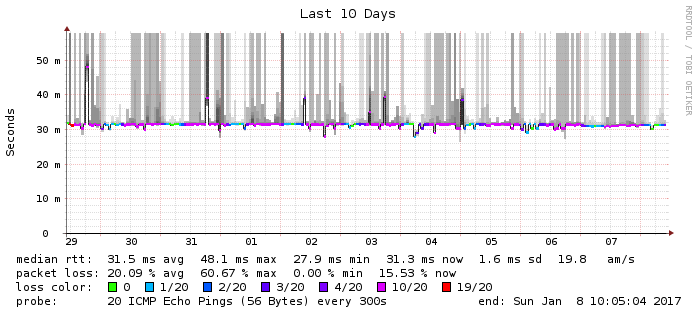 Last 10 Days
RRDTOOL / TOBI OETIKER
Seconds
50 m
40 m
30 m
20 m
10 m
0
29 30 31 01 02 03 04 05 06 07
median rtt: 31.5 ms avg 48.1 ms max 27.9 ms min 31.3 ms now 1.6 ms sd 19.8 am/s
packet loss: 20.09 % avg 60.67 % max 0.00 % min 15.53 % now
loss color: 0 1/20 2/20 3/20 4/20 10/20 19/20
probe: 20 ICMP Echo Pings (56 Bytes) every 300s end: Sun Jan 8 10:05:04 2017